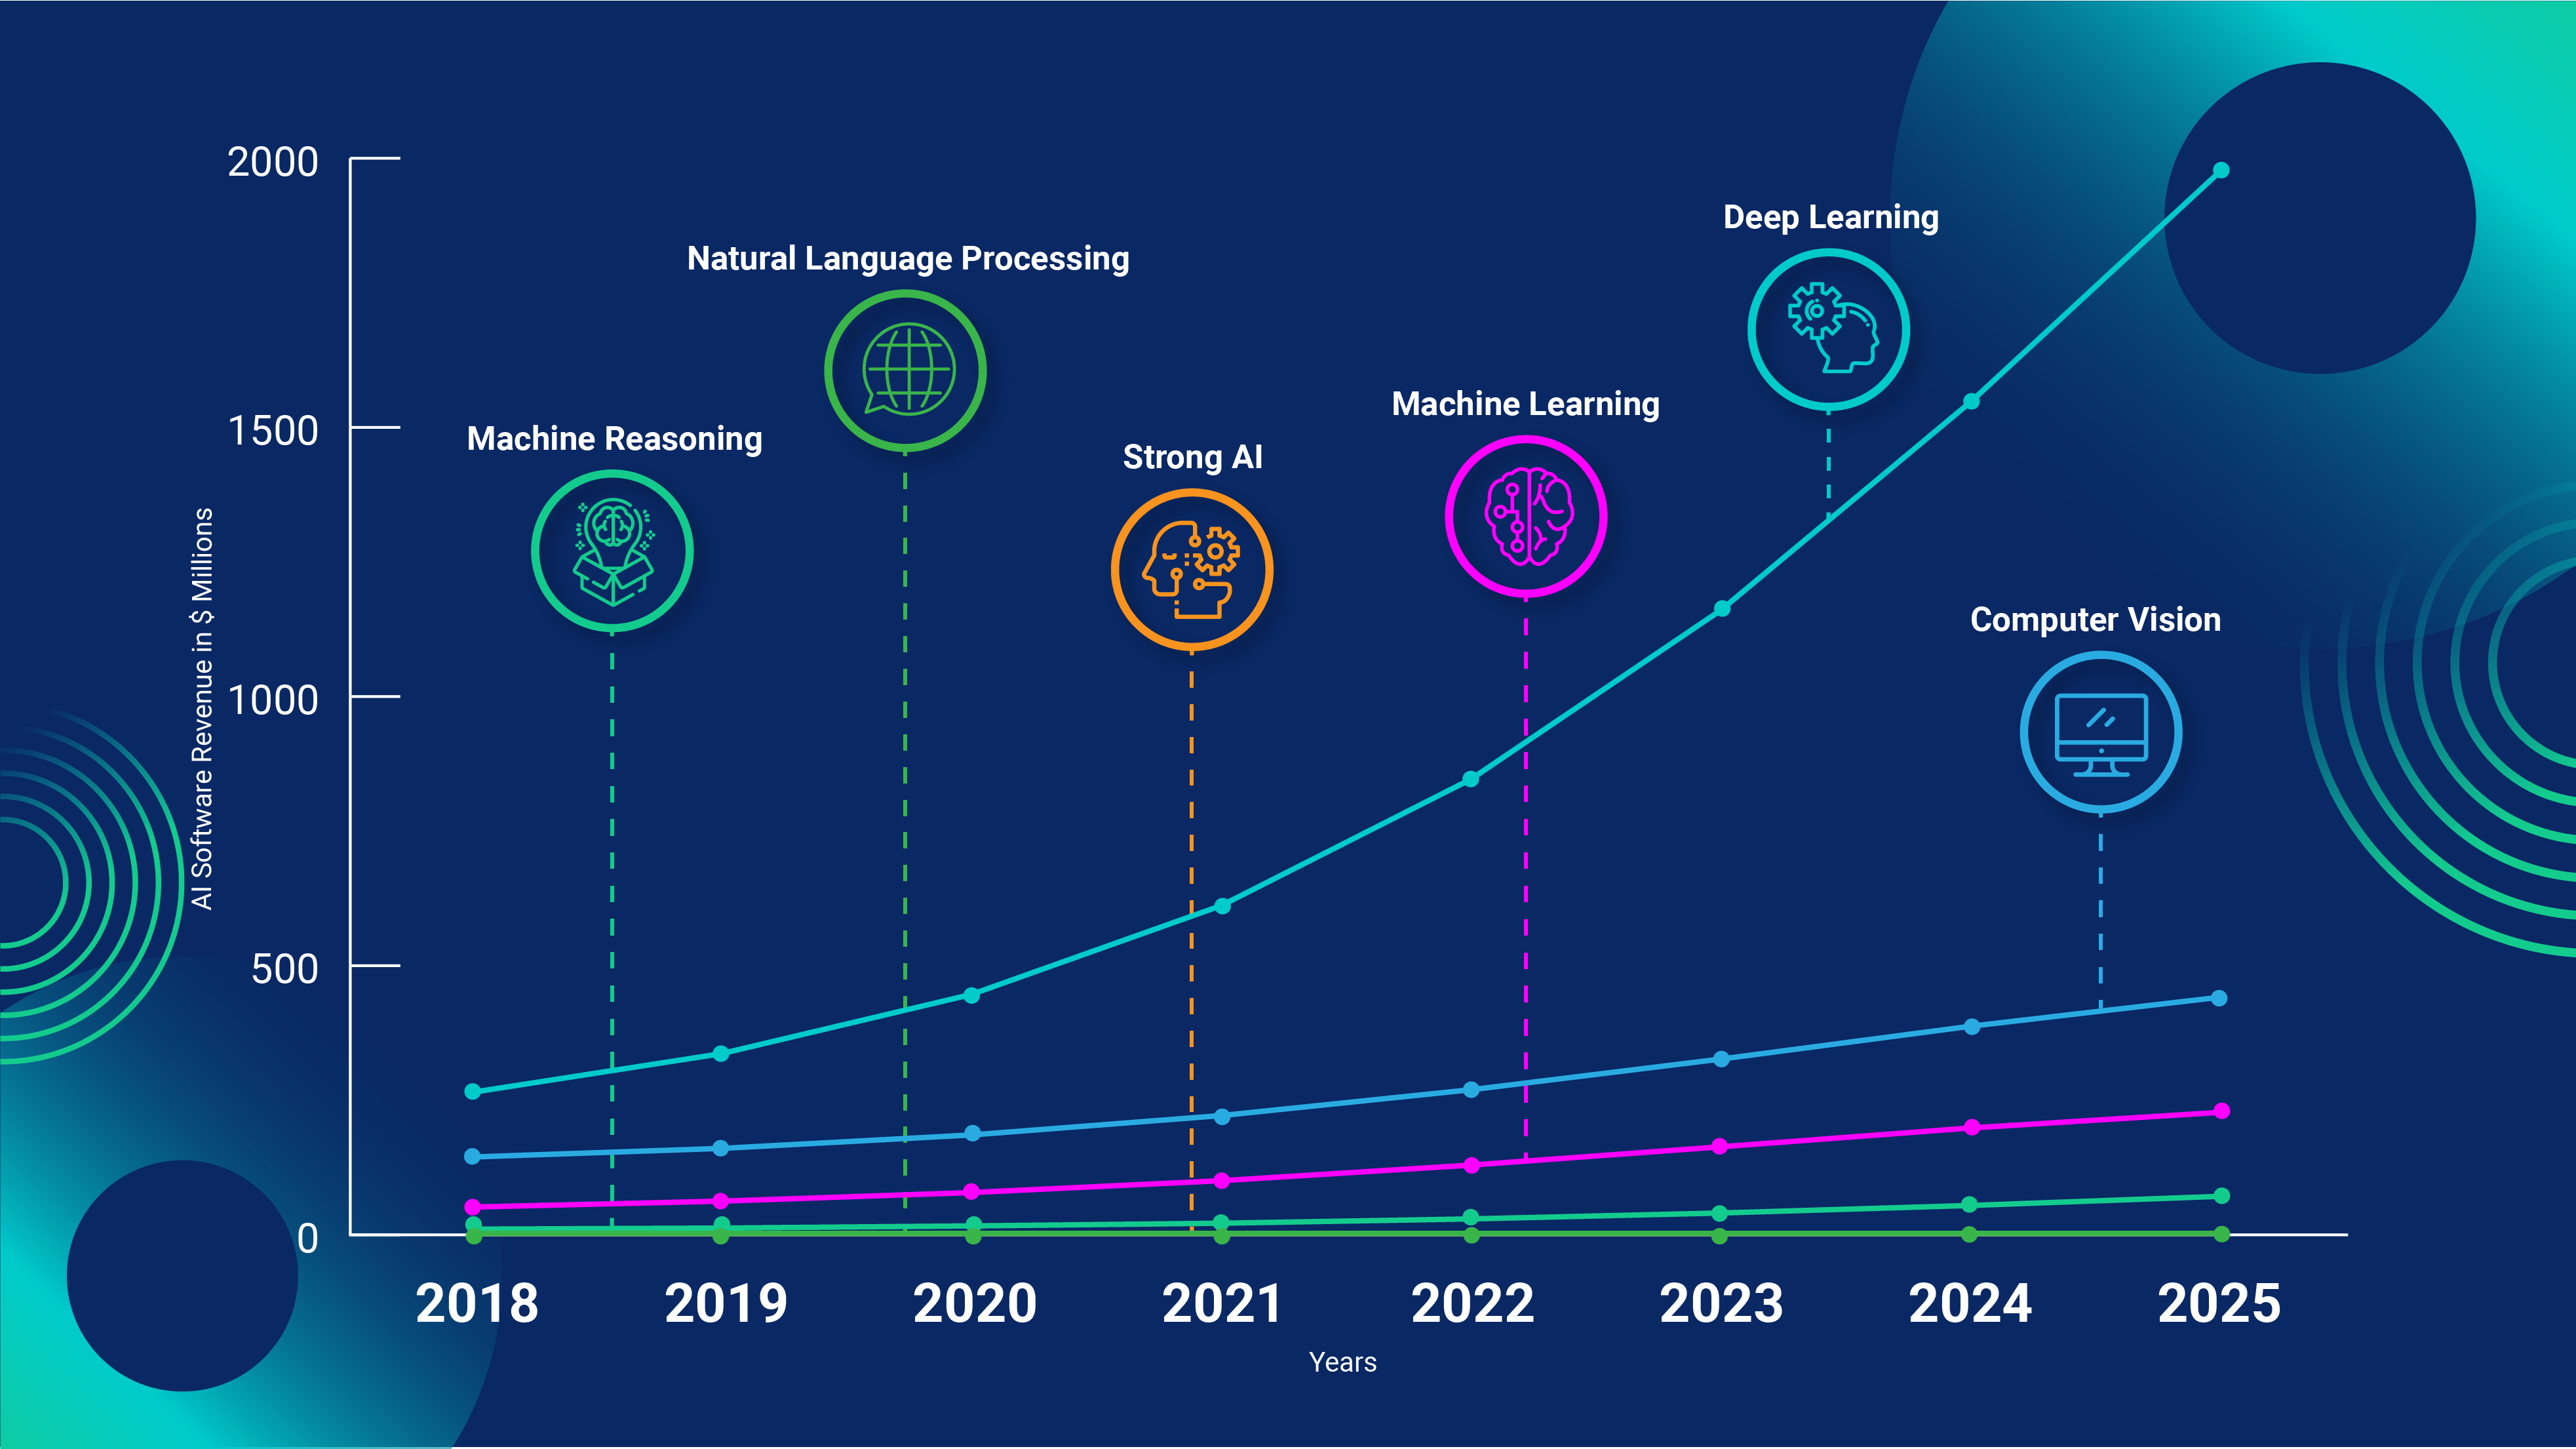 2000
Deep Learning
Natural Language Processing
Machine Learning
1500
Machine Reasoning
Strong AI
AI Software Revenue in $ Millions
Computer Vision
1000
500
0
2018 2019 2020 2021 2022 2023 2024 2025
Years